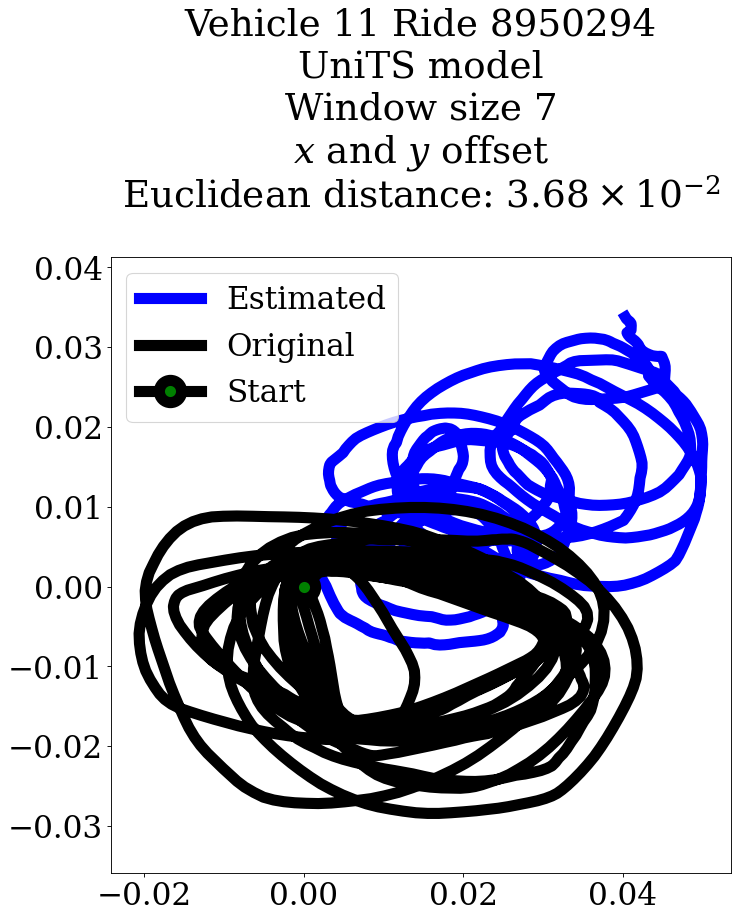 Vehicle 11 Ride 8950294
UniTS model
Window size 7
x and y offset
Euclidean distance: 3.68 × 10⁻²
Estimated
Original
Start
0.04
0.03
0.02
0.01
0.00
−0.01
−0.02
−0.03
−0.02 0.00 0.02 0.04